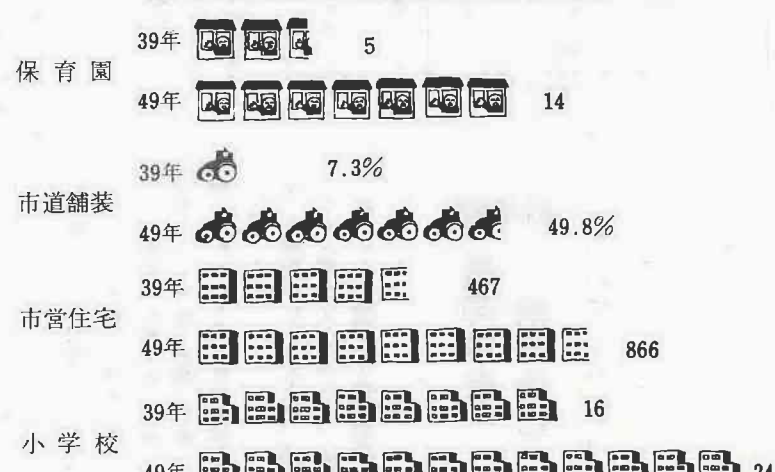 保育園
39年 5
49年 14
市道舗装
39年 7.3%
49年 49.8%
市営住宅
39年 467
49年 866
小学校
39年 16
49年